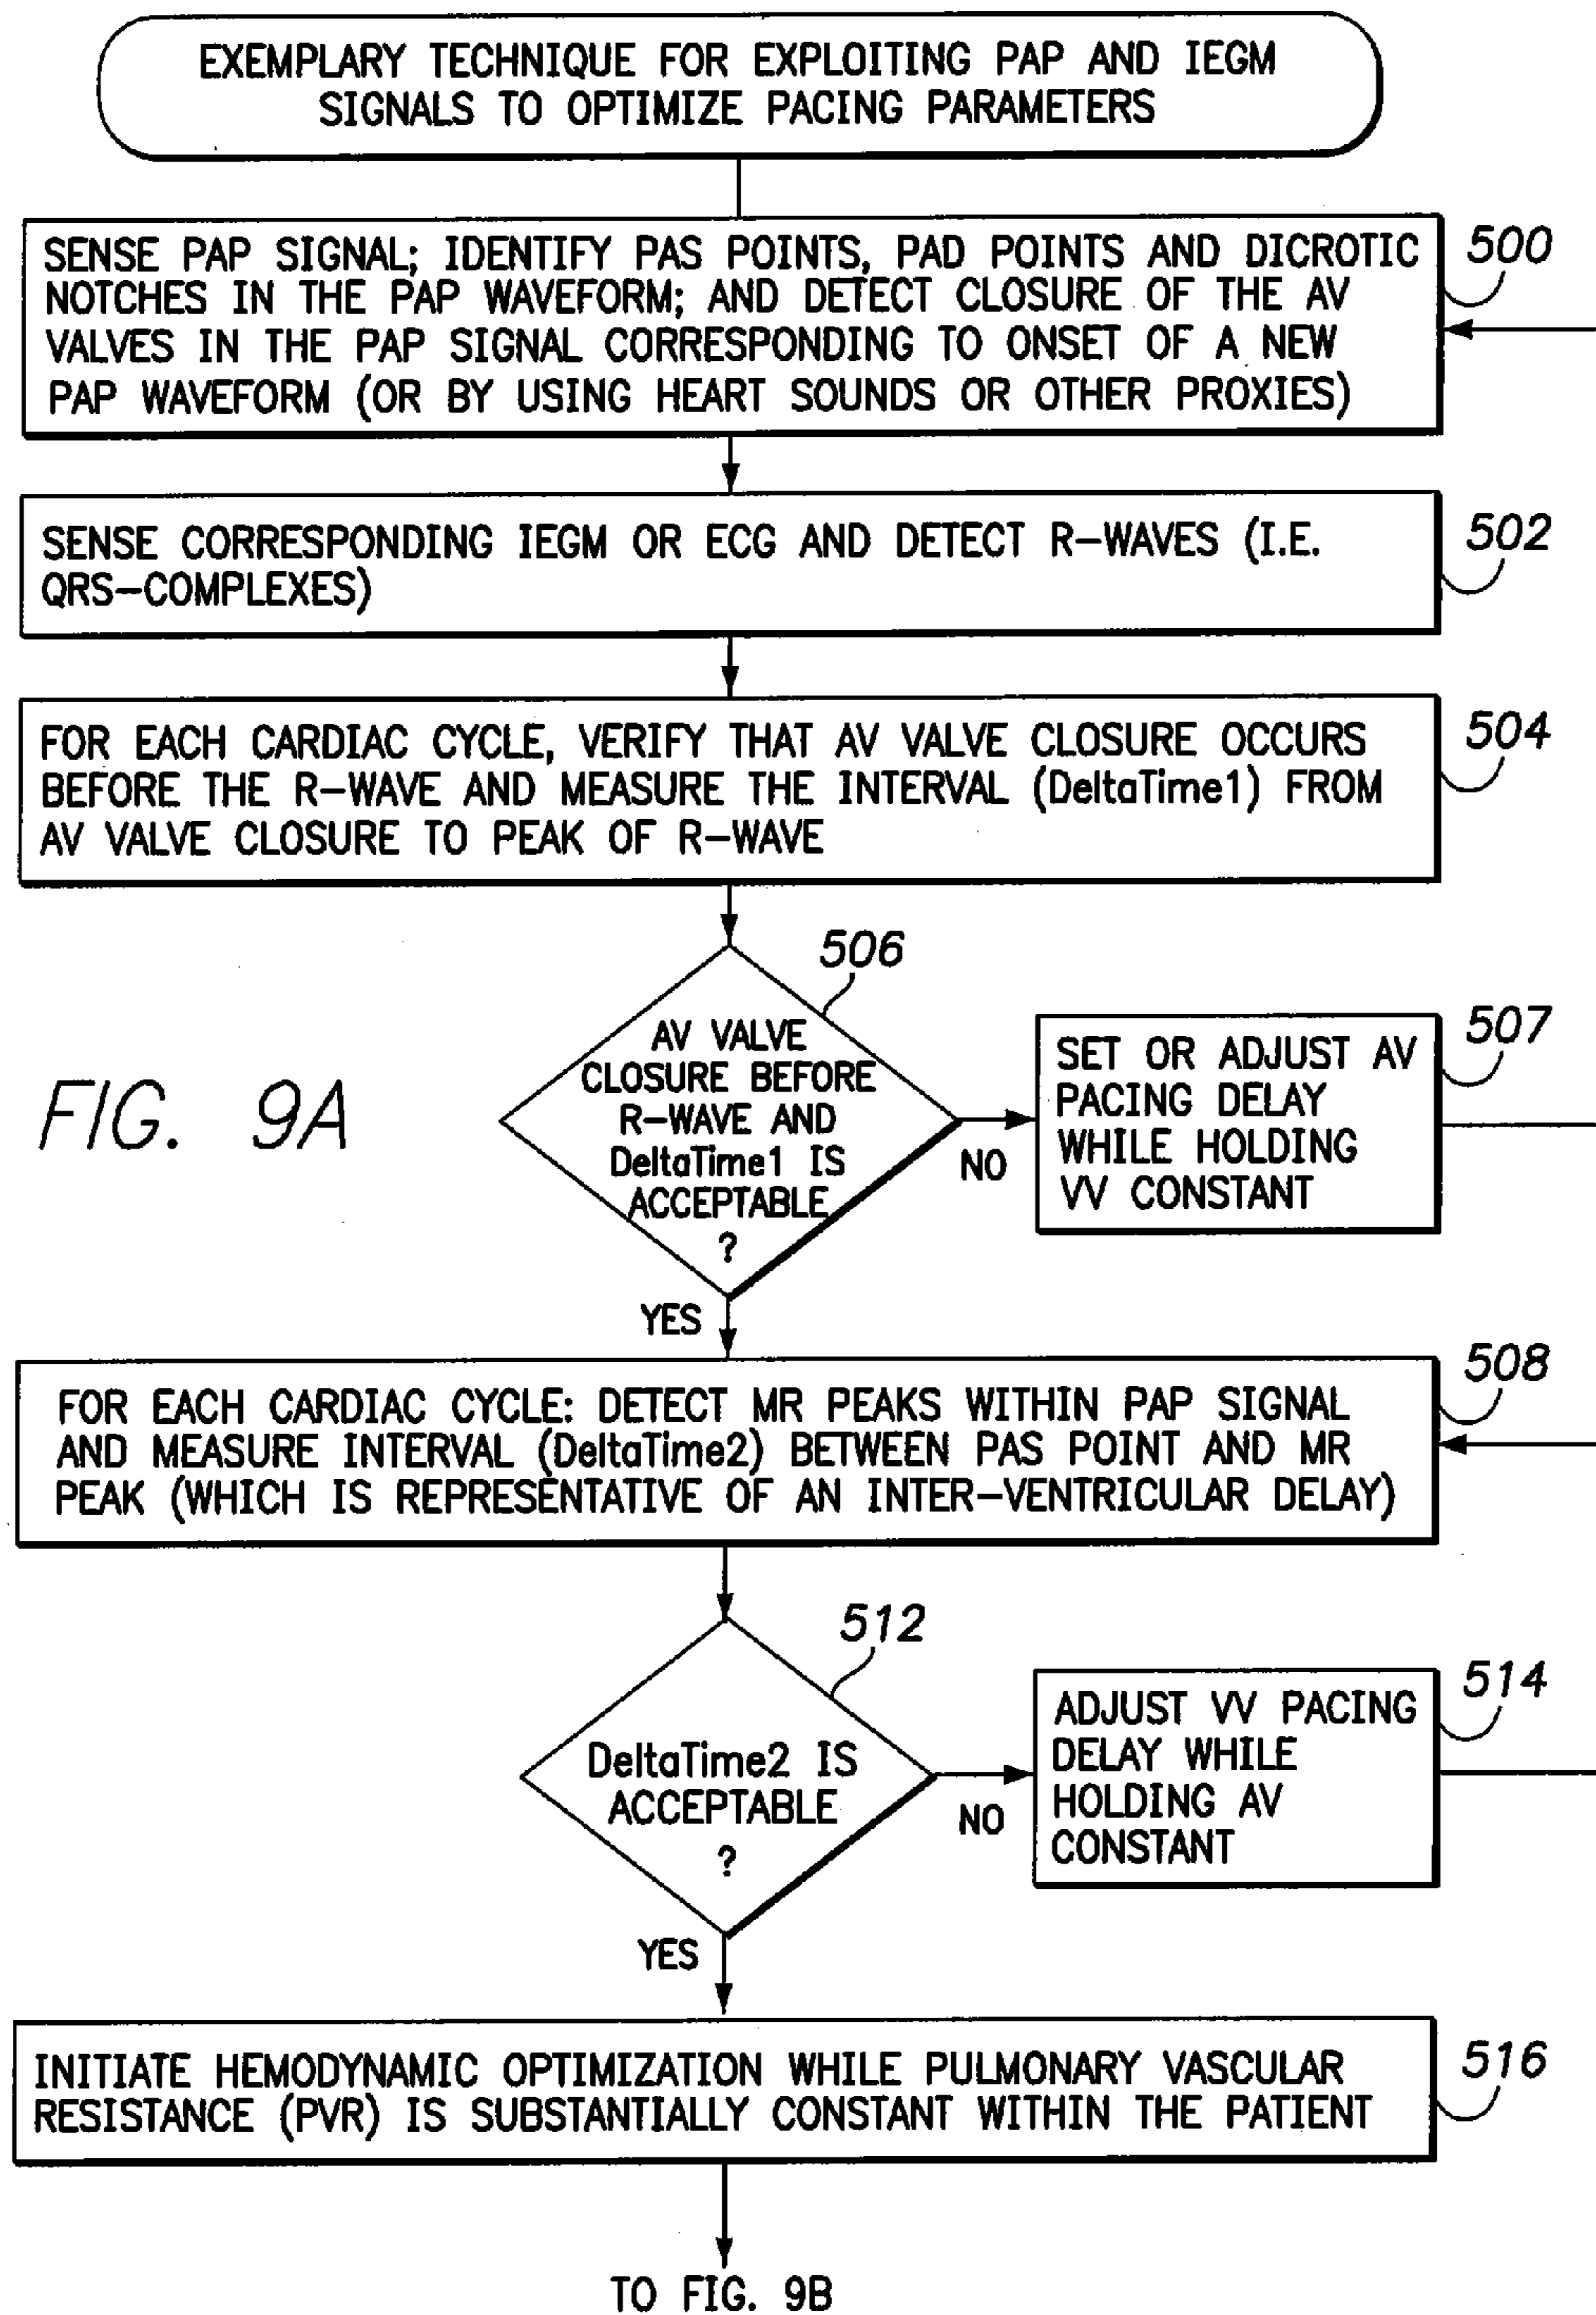 EXEMPLARY TECHNIQUE FOR EXPLOITING PAP AND IEGM
SIGNALS TO OPTIMIZE PACING PARAMETERS
SENSE PAP SIGNAL; IDENTIFY PAS POINTS, PAD POINTS AND DICROTIC
NOTCHES IN THE PAP WAVEFORM; AND DETECT CLOSURE OF THE AV
VALVES IN THE PAP SIGNAL CORRESPONDING TO ONSET OF A NEW
PAP WAVEFORM (OR BY USING HEART SOUNDS OR OTHER PROXIES)
500
SENSE CORRESPONDING IEGM OR ECG AND DETECT R-WAVES (I.E.
QRS-COMPLEXES)
502
FOR EACH CARDIAC CYCLE, VERIFY THAT AV VALVE CLOSURE OCCURS
BEFORE THE R-WAVE AND MEASURE THE INTERVAL (DeltaTime1) FROM
AV VALVE CLOSURE TO PEAK OF R-WAVE
504
506
AV VALVE
CLOSURE BEFORE
R-WAVE AND
DeltaTime1 IS
ACCEPTABLE
?
NO
SET OR ADJUST AV
PACING DELAY
WHILE HOLDING
VV CONSTANT
507
FIG. 9A
YES
FOR EACH CARDIAC CYCLE: DETECT MR PEAKS WITHIN PAP SIGNAL
AND MEASURE INTERVAL (DeltaTime2) BETWEEN PAS POINT AND MR
PEAK (WHICH IS REPRESENTATIVE OF AN INTER-VENTRICULAR DELAY)
508
512
DeltaTime2 IS
ACCEPTABLE
?
NO
ADJUST VV PACING
DELAY WHILE
HOLDING AV
CONSTANT
514
YES
INITIATE HEMODYNAMIC OPTIMIZATION WHILE PULMONARY VASCULAR
RESISTANCE (PVR) IS SUBSTANTIALLY CONSTANT WITHIN THE PATIENT
516
TO FIG. 9B